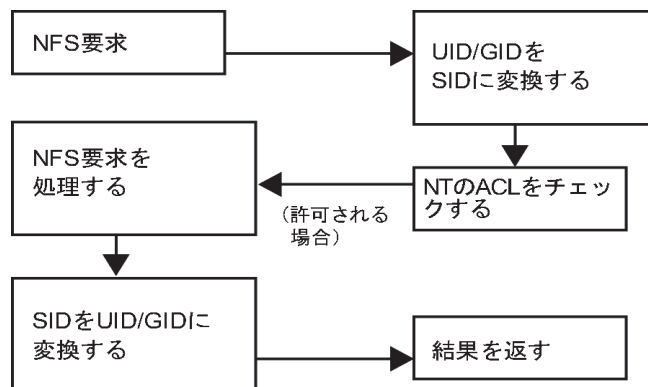 NFS要求
UID/GIDを
SIDに変換する
NFS要求を
処理する
NTのACLをチェッ
クする
（許可される
場合）
SIDをUID/GIDに
変換する
結果を返す